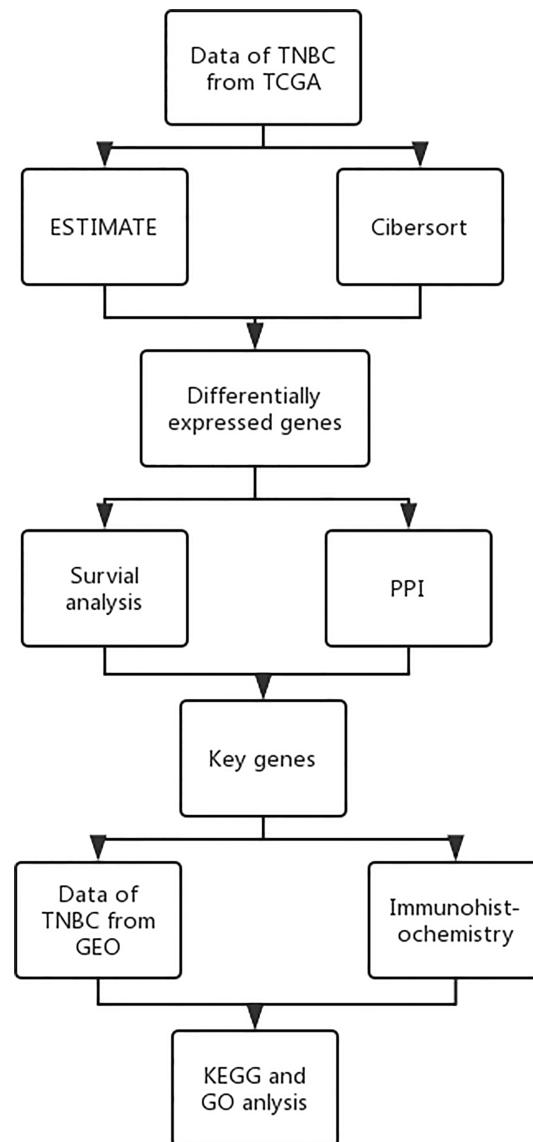 Data of TNBC
from TCGA
ESTIMATE
Cibersort
Differentially
expressed genes
Survial
analysis
PPI
Key genes
Data of
TNBC from
GEO
Immunohist-
ochemistry
KEGG and
GO anlysis